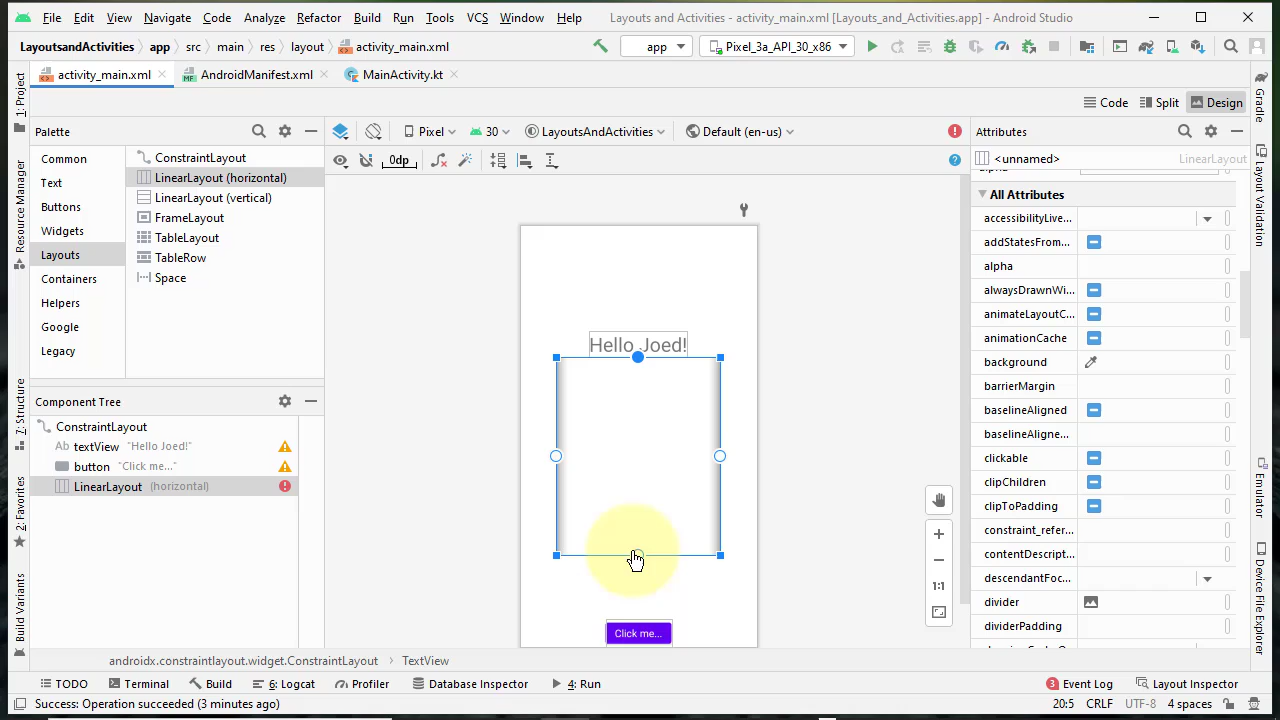 File Edit View Navigate Code Analyze Refactor Build Run Tools VCS Window Help Layouts and Activities - activity_main.xml [Layouts_and_Activities.app] - Android Studio
LayoutsandActivities app src main res layout activity_main.xml app Pixel_3a_API_30_x86
activity_main.xml AndroidManifest.xml MainActivity.kt
Code Split Design
Palette Pixel 30 LayoutsAndActivities Default (en-us) Attributes
Common ConstraintLayout 0dp <unnamed> LinearLayout
LinearLayout (horizontal)
Text
LinearLayout (vertical) All Attributes
Buttons FrameLayout accessibilityLive...
Widgets TableLayout addStatesFrom...
Layouts TableRow alpha
Containers Space alwaysDrawnWi...
Helpers animateLayoutC...
Google animationCache
Legacy Hello Joed! background
barrierMargin
Component Tree baselineAligned
ConstraintLayout baselineAligne...
Ab textView "Hello Joed!" clickable
button "Click me..." clipChildren
LinearLayout (horizontal) clipToPadding
constraint_refer...
contentDescript...
descendantFoc...
1:1
divider
dividerPadding
Click me...
androidx.constraintlayout.widget.ConstraintLayout TextView
TODO Terminal Build 6: Logcat Profiler Database Inspector 4: Run 3 Event Log Layout Inspector
Success: Operation succeeded (3 minutes ago) 20:5 CRLF UTF-8 4 spaces
1: Project
Resource Manager
7: Structure
2: Favorites
Build Variants
Gradle
Layout Validation
Emulator
Device File Explorer